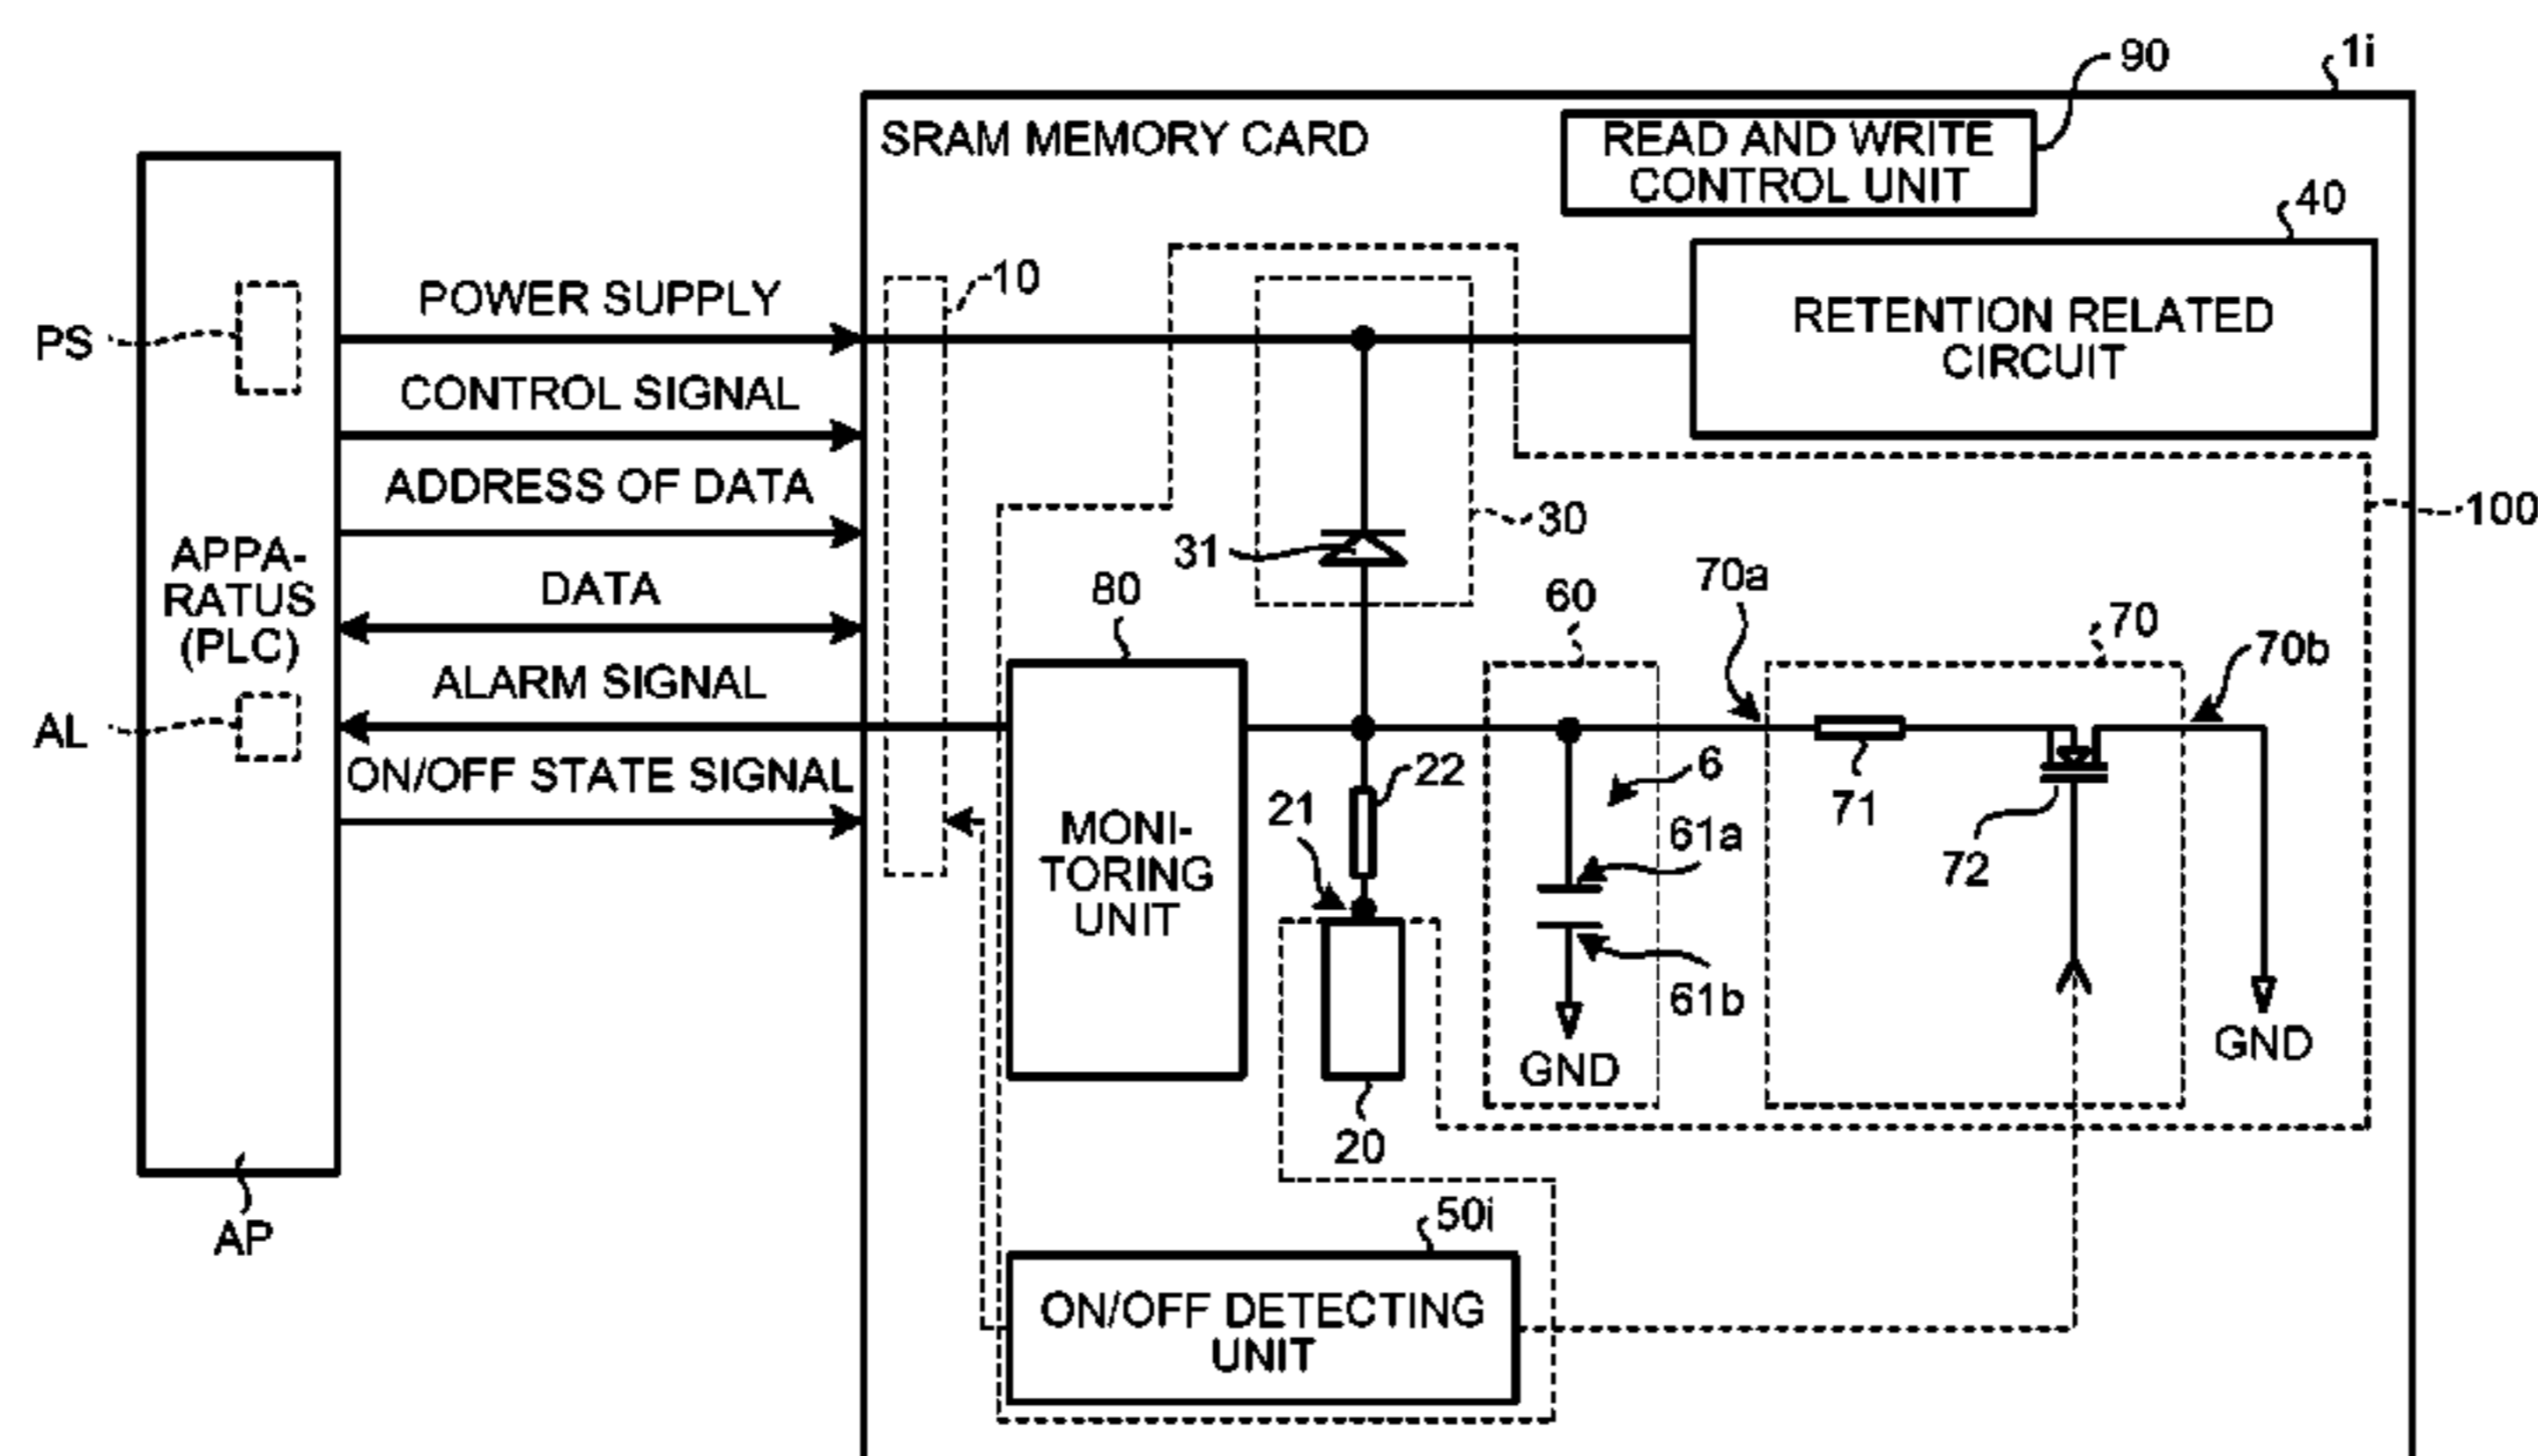 1i
90
SRAM MEMORY CARD
READ AND WRITE
CONTROL UNIT
40
10
POWER SUPPLY
PS
RETENTION RELATED
CIRCUIT
CONTROL SIGNAL
ADDRESS OF DATA
100
30
31
APPA-
RATUS
(PLC)
DATA
80
70a
60
70
70b
ALARM SIGNAL
AL
ON/OFF STATE SIGNAL
22
6
21
71
61a
72
MONI-
TORING
UNIT
61b
GND
GND
20
AP
50i
ON/OFF DETECTING
UNIT